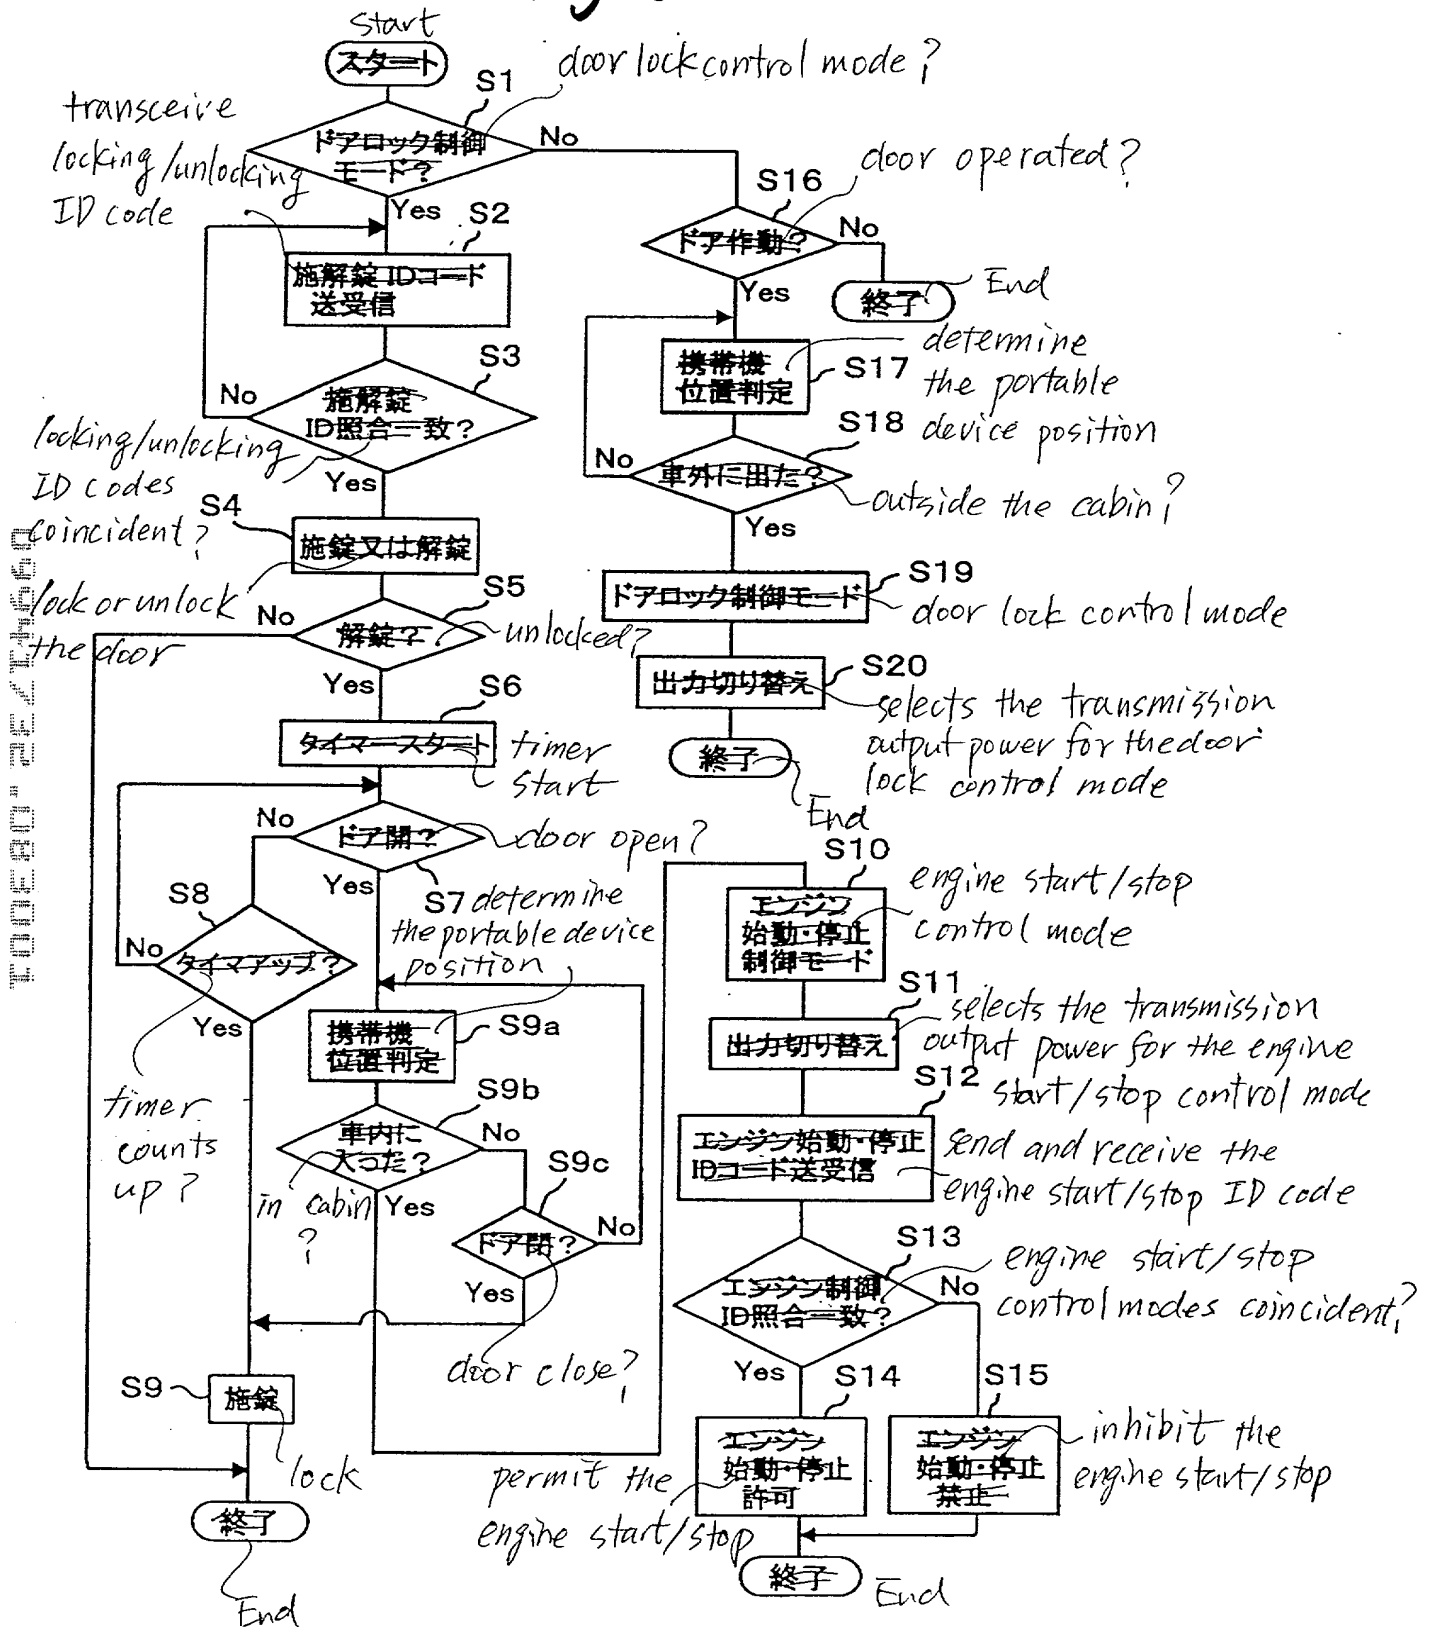 start
スタート
S1
door lock control mode?
transceive
locking/unlocking
ID code
ドアロック制御
モード?
No
Yes
S2
施解錠 IDコード
送受信
S3
施解錠
ID照合一致?
No
Yes
locking/unlocking
ID codes
coincident?
S4
施錠又は解錠
lock or unlock
the door
S5
解錠?
unlocked?
No
Yes
S6
タイマースタート
timer
start
ドア開?
door open?
No
Yes
S7
S8
タイマアップ?
No
Yes
timer
counts
up?
determine
the portable device
position
携帯機
位置判定
S9a
S9b
車内に
入った?
in cabin
?
No
Yes
S9c
ドア閉?
No
Yes
door close?
S9
施錠
lock
終了
End
S16
door operated?
ドア作動?
No
Yes
終了
End
携帯機
位置判定
S17
determine
the portable
device position
S18
車外に出た?
No
Yes
outside the cabin?
ドアロック制御モード
S19
door lock control mode
出力切り替え
S20
selects the transmission
output power for the door
lock control mode
終了
End
S10
エンジン
始動・停止
制御モード
engine start/stop
control mode
S11
出力切り替え
selects the transmission
output power for the engine
start/stop control mode
S12
エンジン始動・停止
IDコード送受信
send and receive the
engine start/stop ID code
S13
エンジン制御
ID照合一致?
engine start/stop
control modes coincident?
No
Yes
S14
エンジン
始動・停止
許可
permit the
engine start/stop
S15
エンジン
始動・停止
禁止
inhibit the
engine start/stop
終了
End